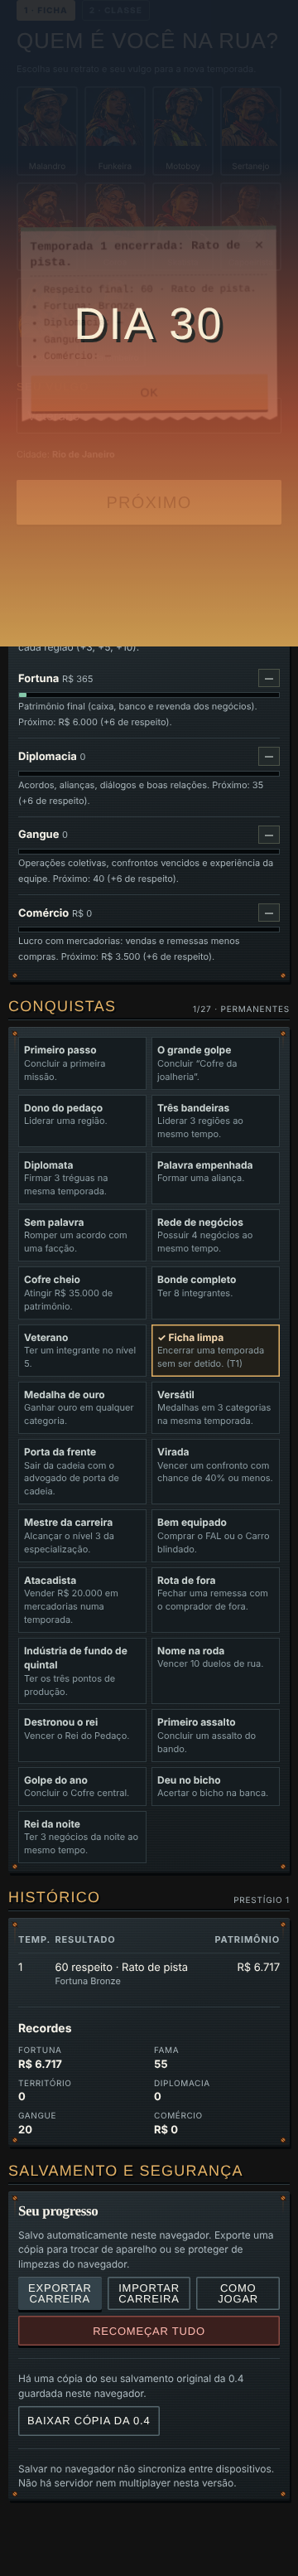 1 · FICHA
2 · CLASSE
QUEM É VOCÊ NA RUA?
Escolha seu retrato e seu vulgo para a nova temporada.
Malandro
Funkeira
Motoboy
Sertanejo
Temporada 1 encerrada: Rato de pista.
×
• Respeito final: 60 · Rato de pista.
• Fortuna: Bronze
• Comércio: —
DIA 30
OK
Cidade: Rio de Janeiro
PRÓXIMO
cada região (+3, +5, +10).
Fortuna R$ 365
—
Patrimônio final (caixa, banco e revenda dos negócios).
Próximo: R$ 6.000 (+6 de respeito).
Diplomacia 0
—
Acordos, alianças, diálogos e boas relações. Próximo: 35
(+6 de respeito).
Gangue 0
—
Operações coletivas, confrontos vencidos e experiência da
equipe. Próximo: 40 (+6 de respeito).
Comércio R$ 0
—
Lucro com mercadorias: vendas e remessas menos
compras. Próximo: R$ 3.500 (+6 de respeito).
CONQUISTAS
1/27 · PERMANENTES
Primeiro passo
Concluir a primeira
missão.
O grande golpe
Concluir “Cofre da
joalheria”.
Dono do pedaço
Liderar uma região.
Três bandeiras
Liderar 3 regiões ao
mesmo tempo.
Diplomata
Firmar 3 tréguas na
mesma temporada.
Palavra empenhada
Formar uma aliança.
Sem palavra
Romper um acordo com
uma facção.
Rede de negócios
Possuir 4 negócios ao
mesmo tempo.
Cofre cheio
Atingir R$ 35.000 de
patrimônio.
Bonde completo
Ter 8 integrantes.
Veterano
Ter um integrante no nível
5.
✓ Ficha limpa
Encerrar uma temporada
sem ser detido. (T1)
Medalha de ouro
Ganhar ouro em qualquer
categoria.
Versátil
Medalhas em 3 categorias
na mesma temporada.
Porta da frente
Sair da cadeia com o
advogado de porta de
cadeia.
Virada
Vencer um confronto com
chance de 40% ou menos.
Mestre da carreira
Alcançar o nível 3 da
especialização.
Bem equipado
Comprar o FAL ou o Carro
blindado.
Atacadista
Vender R$ 20.000 em
mercadorias numa
temporada.
Rota de fora
Fechar uma remessa com
o comprador de fora.
Indústria de fundo de
quintal
Ter os três pontos de
produção.
Nome na roda
Vencer 10 duelos de rua.
Destronou o rei
Vencer o Rei do Pedaço.
Primeiro assalto
Concluir um assalto do
bando.
Golpe do ano
Concluir o Cofre central.
Deu no bicho
Acertar o bicho na banca.
Rei da noite
Ter 3 negócios da noite ao
mesmo tempo.
HISTÓRICO
PRESTÍGIO 1
TEMP. RESULTADO PATRIMÔNIO
1 60 respeito · Rato de pista R$ 6.717
Fortuna Bronze
Recordes
FORTUNA
R$ 6.717
FAMA
55
TERRITÓRIO
0
DIPLOMACIA
0
GANGUE
20
COMÉRCIO
R$ 0
SALVAMENTO E SEGURANÇA
Seu progresso
Salvo automaticamente neste navegador. Exporte uma
cópia para trocar de aparelho ou se proteger de
limpezas do navegador.
EXPORTAR
CARREIRA
IMPORTAR
CARREIRA
COMO
JOGAR
RECOMEÇAR TUDO
Há uma cópia do seu salvamento original da 0.4
guardada neste navegador.
BAIXAR CÓPIA DA 0.4
Salvar no navegador não sincroniza entre dispositivos.
Não há servidor nem multiplayer nesta versão.